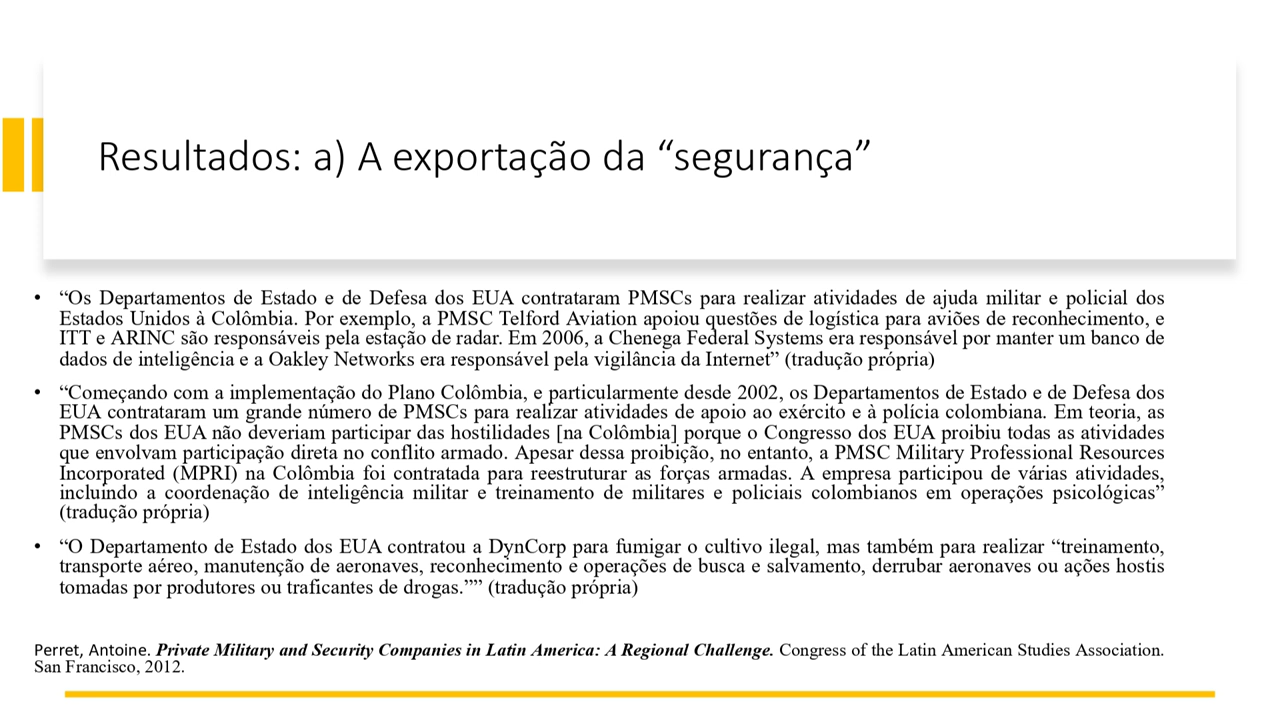 Resultados: a) A exportação da “segurança”
• “Os Departamentos de Estado e de Defesa dos EUA contrataram PMSCs para realizar atividades de ajuda militar e policial dos
Estados Unidos à Colômbia. Por exemplo, a PMSC Telford Aviation apoiou questões de logística para aviões de reconhecimento, e
ITT e ARINC são responsáveis pela estação de radar. Em 2006, a Chenega Federal Systems era responsável por manter um banco de
dados de inteligência e a Oakley Networks era responsável pela vigilância da Internet” (tradução própria)
• “Começando com a implementação do Plano Colômbia, e particularmente desde 2002, os Departamentos de Estado e de Defesa dos
EUA contrataram um grande número de PMSCs para realizar atividades de apoio ao exército e à polícia colombiana. Em teoria, as
PMSCs dos EUA não deveriam participar das hostilidades [na Colômbia] porque o Congresso dos EUA proibiu todas as atividades
que envolvam participação direta no conflito armado. Apesar dessa proibição, no entanto, a PMSC Military Professional Resources
Incorporated (MPRI) na Colômbia foi contratada para reestruturar as forças armadas. A empresa participou de várias atividades,
incluindo a coordenação de inteligência militar e treinamento de militares e policiais colombianos em operações psicológicas”
(tradução própria)
• “O Departamento de Estado dos EUA contratou a DynCorp para fumigar o cultivo ilegal, mas também para realizar “treinamento,
transporte aéreo, manutenção de aeronaves, reconhecimento e operações de busca e salvamento, derrubar aeronaves ou ações hostis
tomadas por produtores ou traficantes de drogas.”” (tradução própria)
Perret, Antoine. Private Military and Security Companies in Latin America: A Regional Challenge. Congress of the Latin American Studies Association.
San Francisco, 2012.